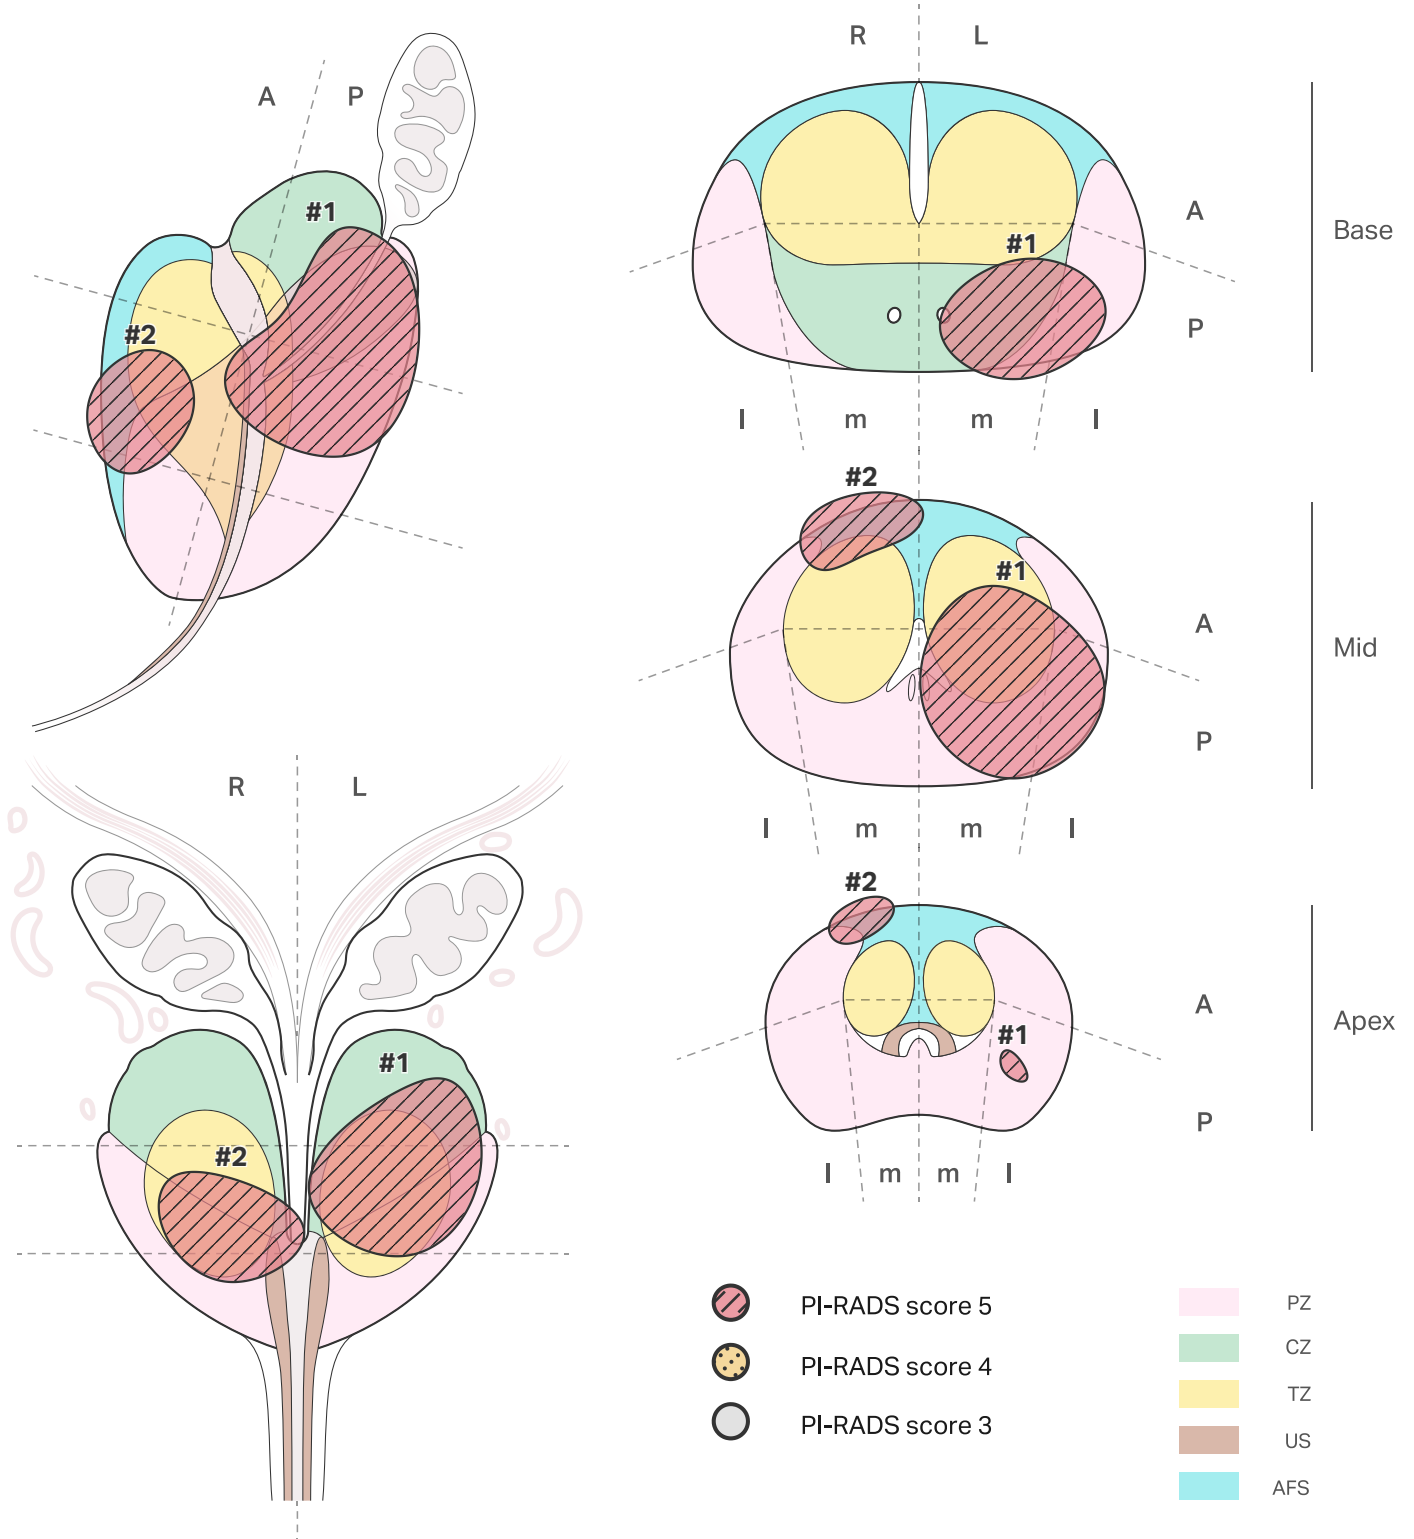 R L
A P
#1
#2
#1
A
P
Base
l m m l
#2
#1
A
P
Mid
l m m l
R L
#1
#2
#2
#1
A
P
Apex
l m m l
PI-RADS score 5
PI-RADS score 4
PI-RADS score 3
PZ
CZ
TZ
US
AFS